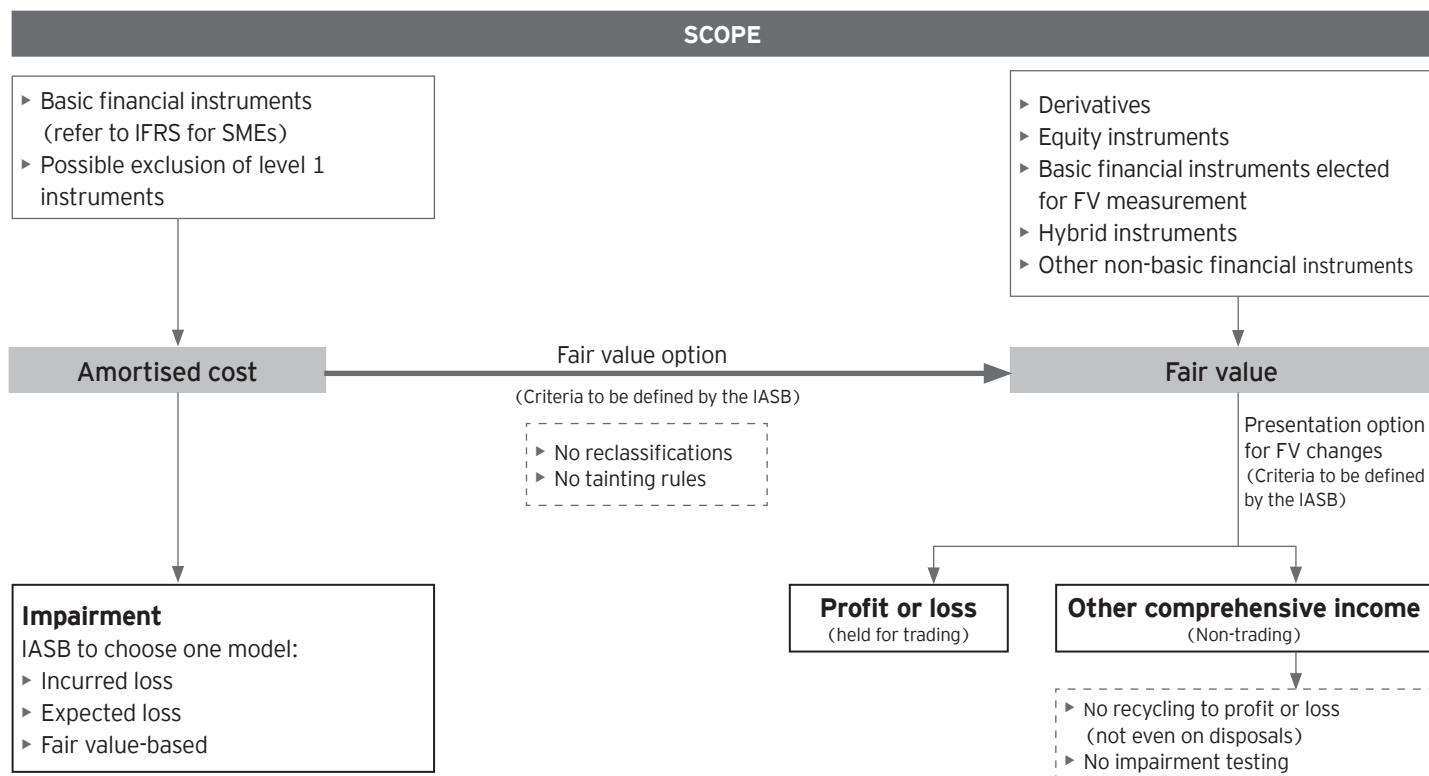 SCOPE
▸ Basic financial instruments
(refer to IFRS for SMEs)
▸ Possible exclusion of level 1
instruments
▸ Derivatives
▸ Equity instruments
▸ Basic financial instruments elected
for FV measurement
▸ Hybrid instruments
▸ Other non-basic financial instruments
Amortised cost
Fair value option
(Criteria to be defined by the IASB)
▸ No reclassifications
▸ No tainting rules
Fair value
Presentation option
for FV changes
(Criteria to be defined
by the IASB)
Impairment
IASB to choose one model:
▸ Incurred loss
▸ Expected loss
▸ Fair value-based
Profit or loss
(held for trading)
Other comprehensive income
(Non-trading)
▸ No recycling to profit or loss
(not even on disposals)
▸ No impairment testing